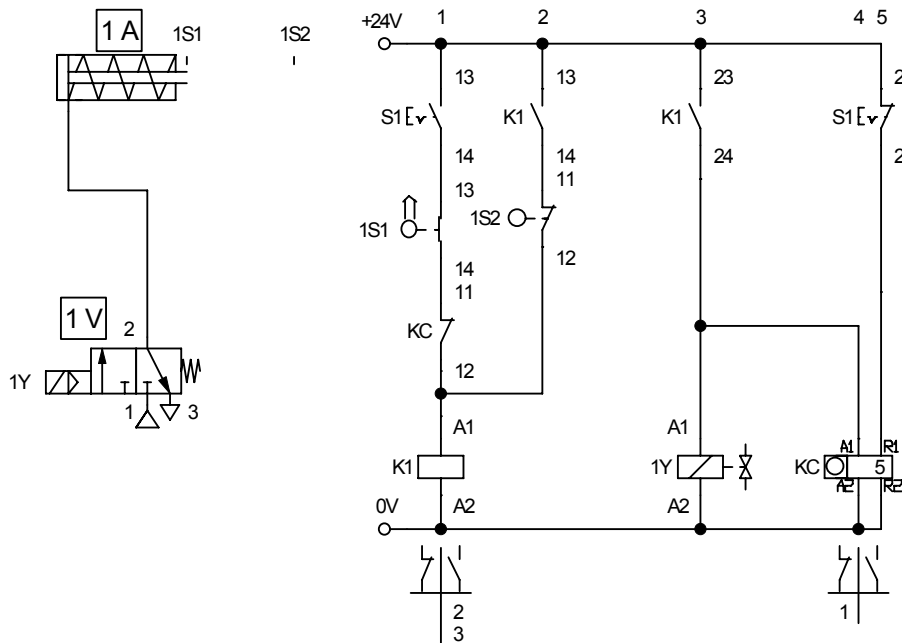 1 A 1S1 1S2 +24V 1 2 3 4 5
13 13 23 2
S1 K1 K1 S1
14 14 24 2
13 11
1S1 1S2
14 12
11
1 V 2
KC
1Y 12
1 3
A1 A1 A1 R1
K1 1Y KC 5
A2 A2 A2 R2
0V
2 1
3